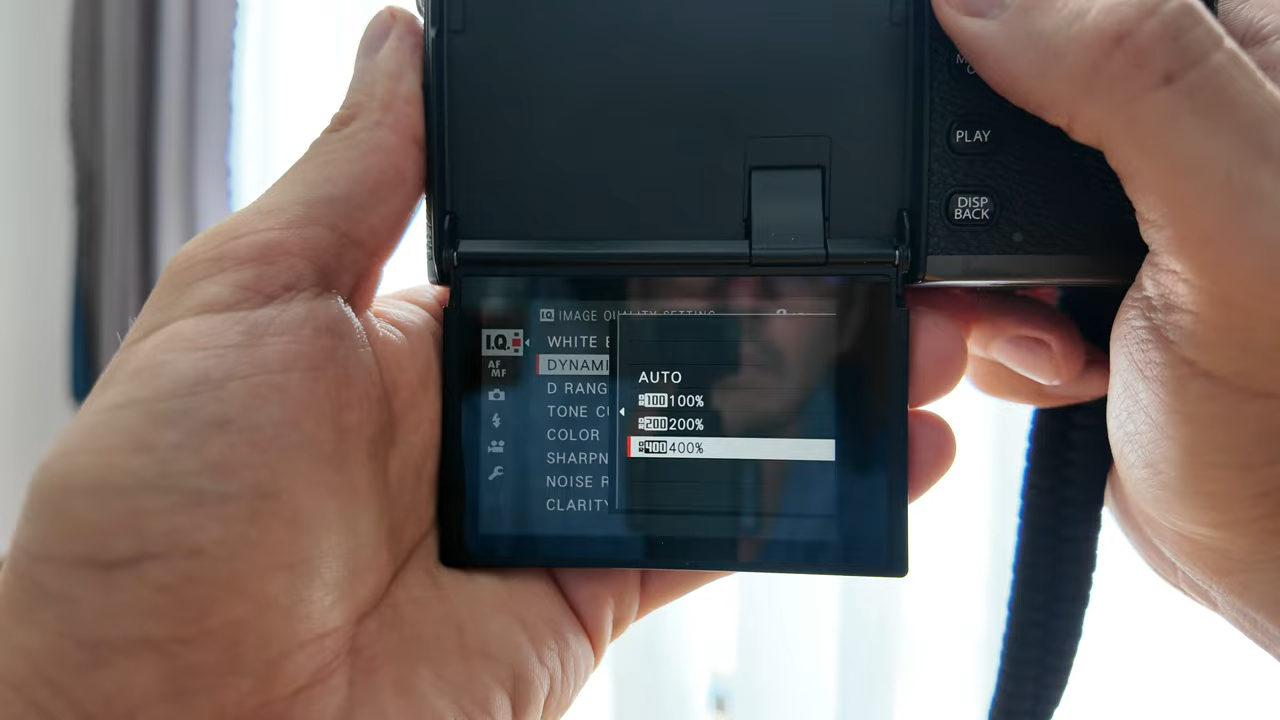 PLAY
DISP
BACK
IMAGE QUALITY SETTING
I.Q.
WHITE B
AF
MF
DYNAMI
D RANG
TONE CU
COLOR
SHARPN
NOISE R
CLARITY
AUTO
100 100%
200 200%
400 400%